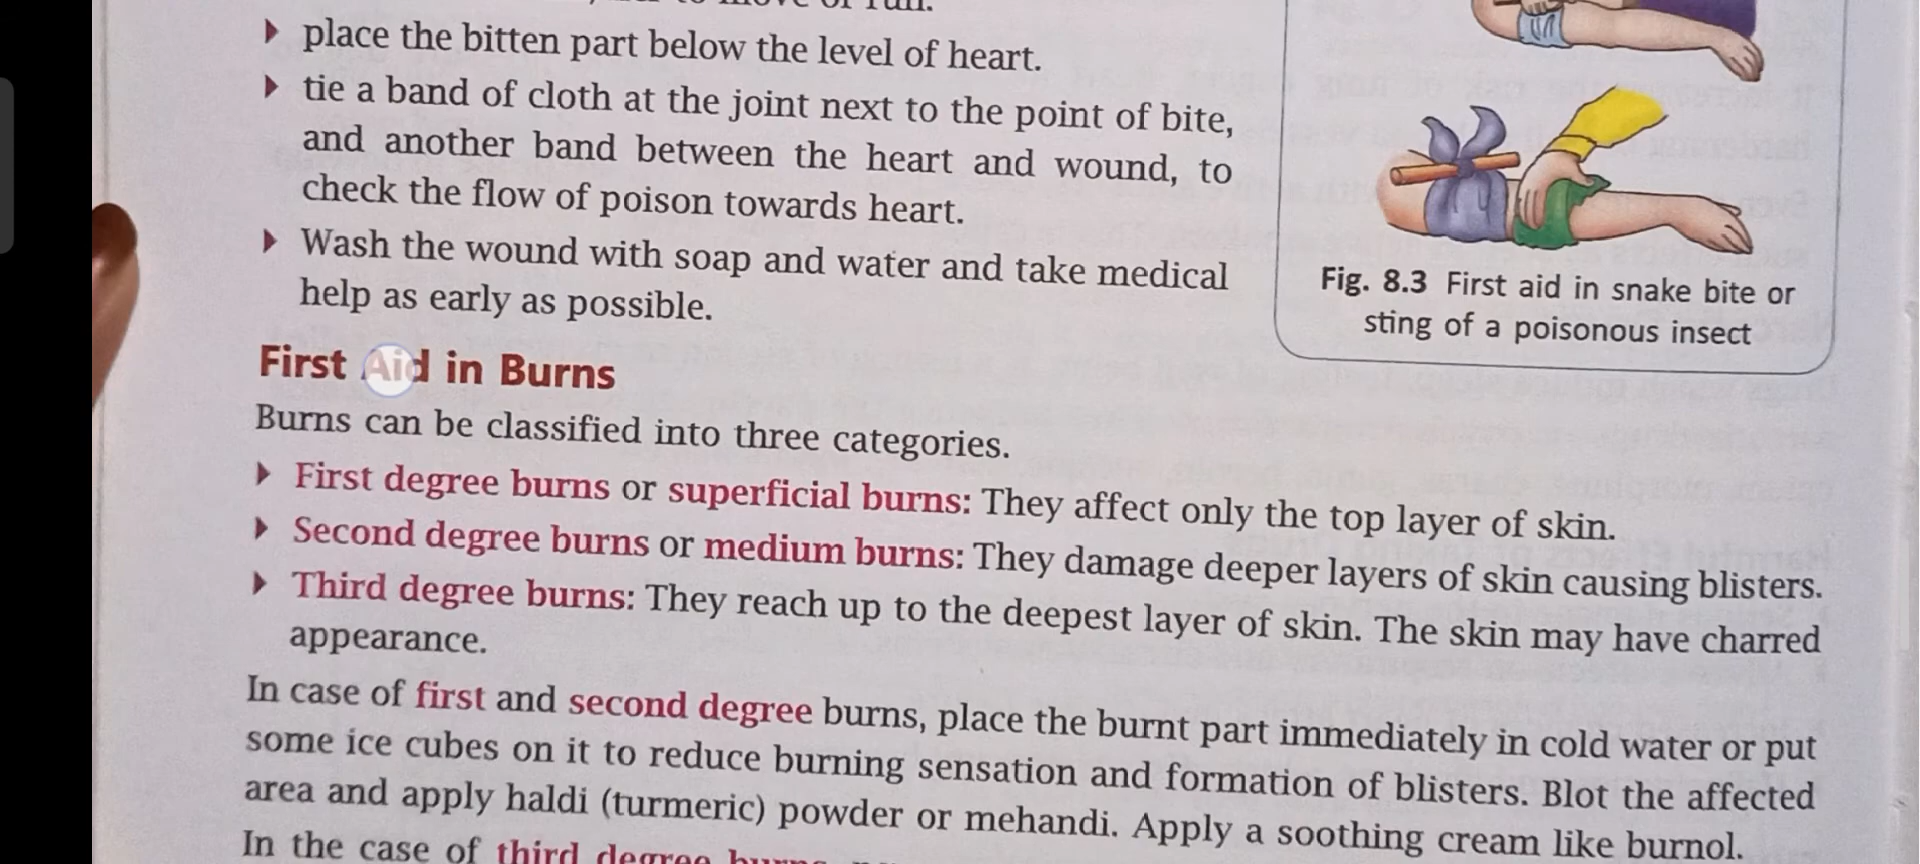 place the bitten part below the level of heart.
tie a band of cloth at the joint next to the point of bite,
and another band between the heart and wound, to
check the flow of poison towards heart.
Wash the wound with soap and water and take medical
help as early as possible.
Fig. 8.3 First aid in snake bite or
sting of a poisonous insect
First Aid in Burns
Burns can be classified into three categories.
First degree burns or superficial burns: They affect only the top layer of skin.
Second degree burns or medium burns: They damage deeper layers of skin causing blisters.
Third degree burns: They reach up to the deepest layer of skin. The skin may have charred
appearance.
In case of first and second degree burns, place the burnt part immediately in cold water or put
some ice cubes on it to reduce burning sensation and formation of blisters. Blot the affected
area and apply haldi (turmeric) powder or mehandi. Apply a soothing cream like burnol.
In the case of third degree burns